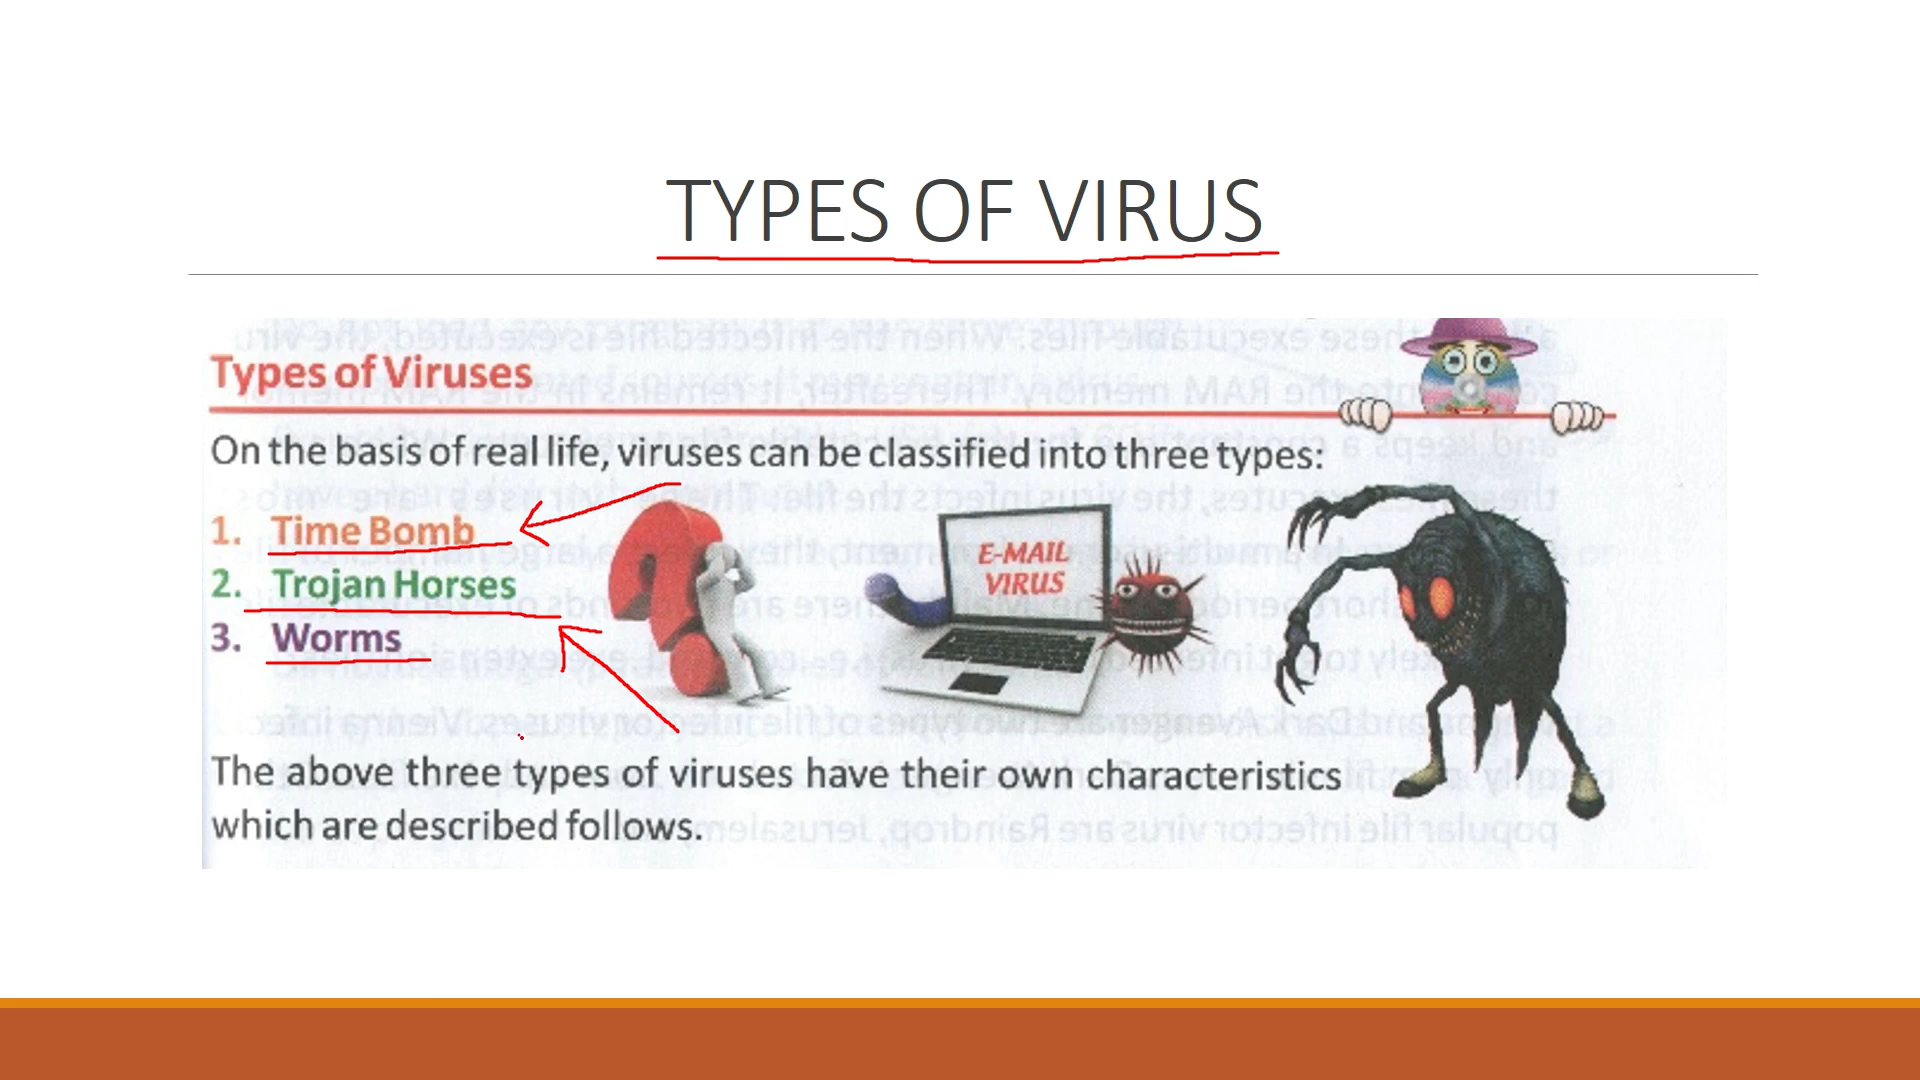 TYPES OF VIRUS
Types of Viruses
On the basis of real life, viruses can be classified into three types:
1. Time Bomb
2. Trojan Horses
3. Worms
E-MAIL
VIRUS
The above three types of viruses have their own characteristics
which are described follows.